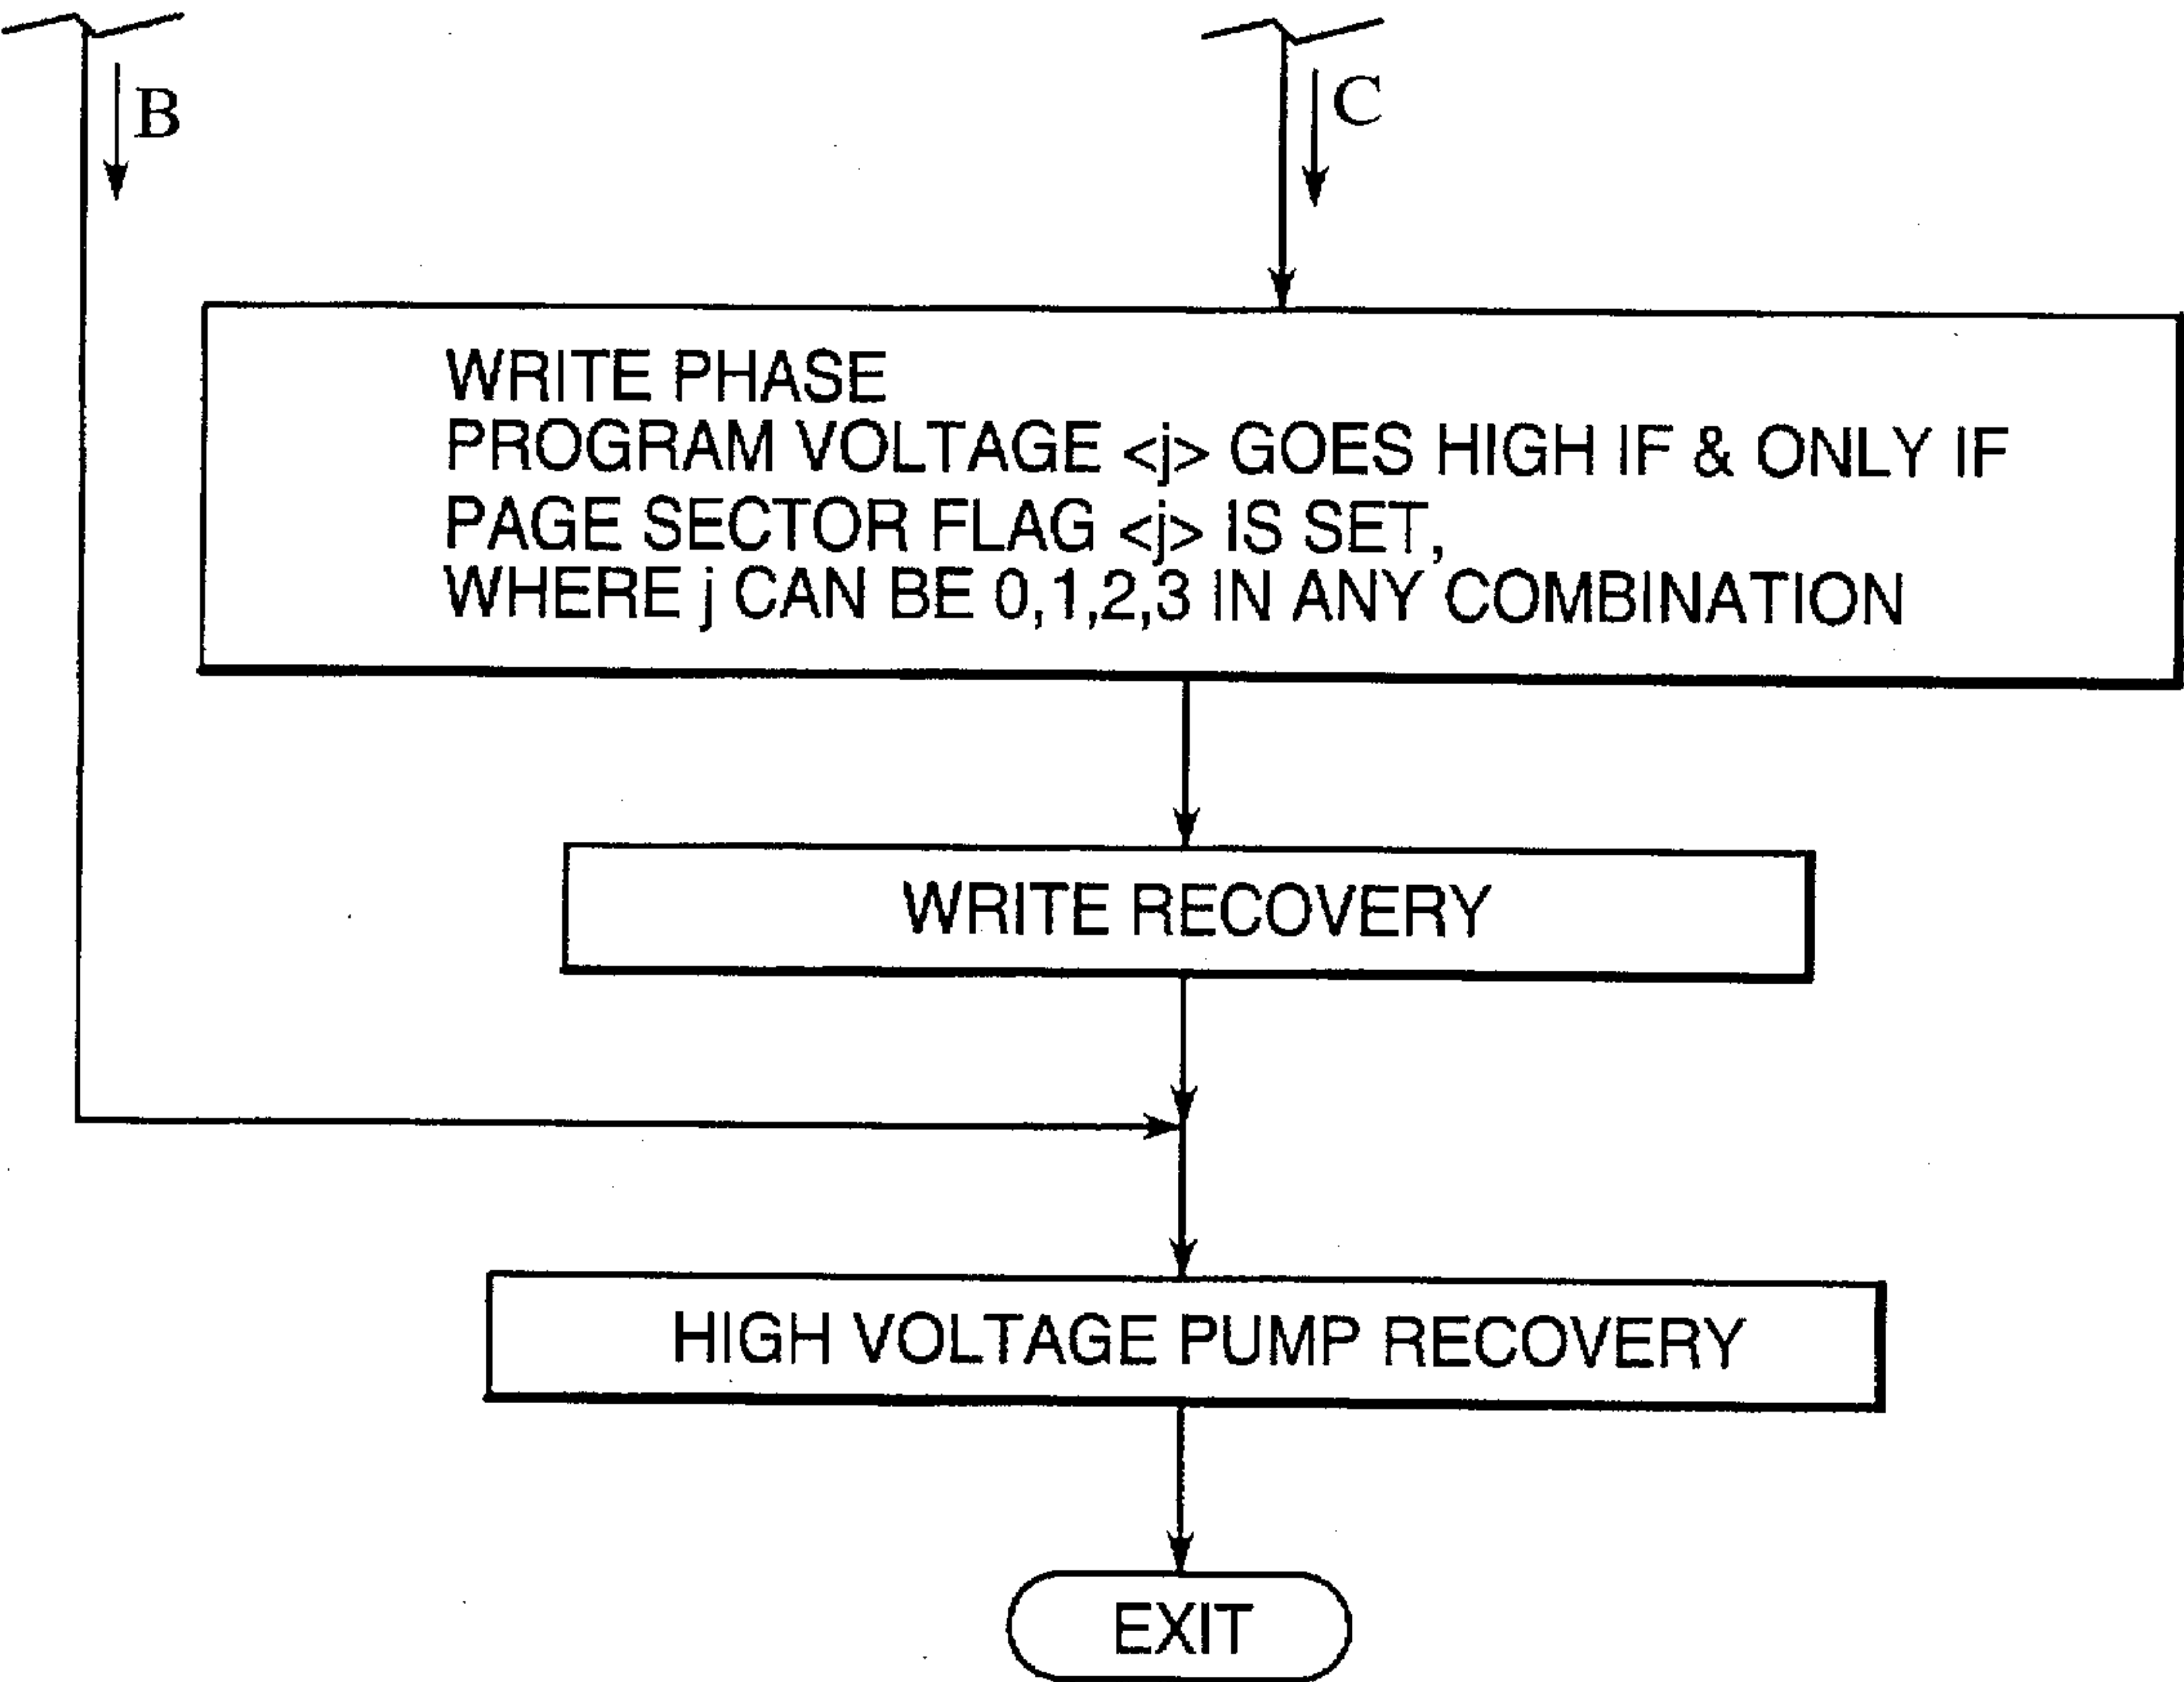 B
C
WRITE PHASE
PROGRAM VOLTAGE <j> GOES HIGH IF & ONLY IF
PAGE SECTOR FLAG <j> IS SET,
WHERE j CAN BE 0,1,2,3 IN ANY COMBINATION
WRITE RECOVERY
HIGH VOLTAGE PUMP RECOVERY
EXIT